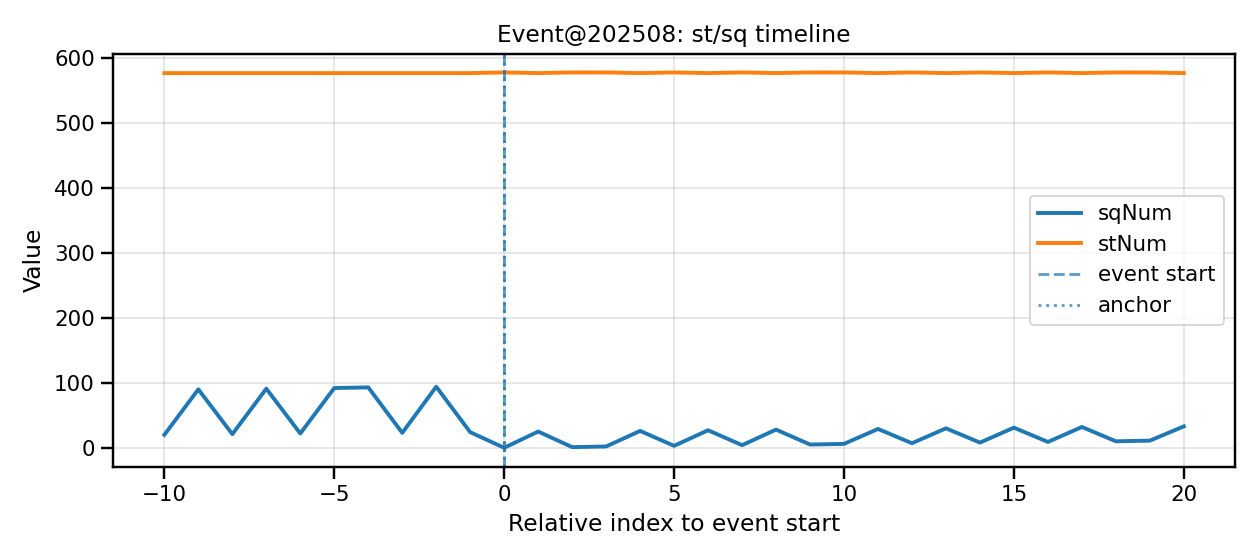 Event@202508: st/sq timeline
600
500
400
300
200
100
0
Value
sqNum
stNum
event start
anchor
−10
−5
0
5
10
15
20
Relative index to event start